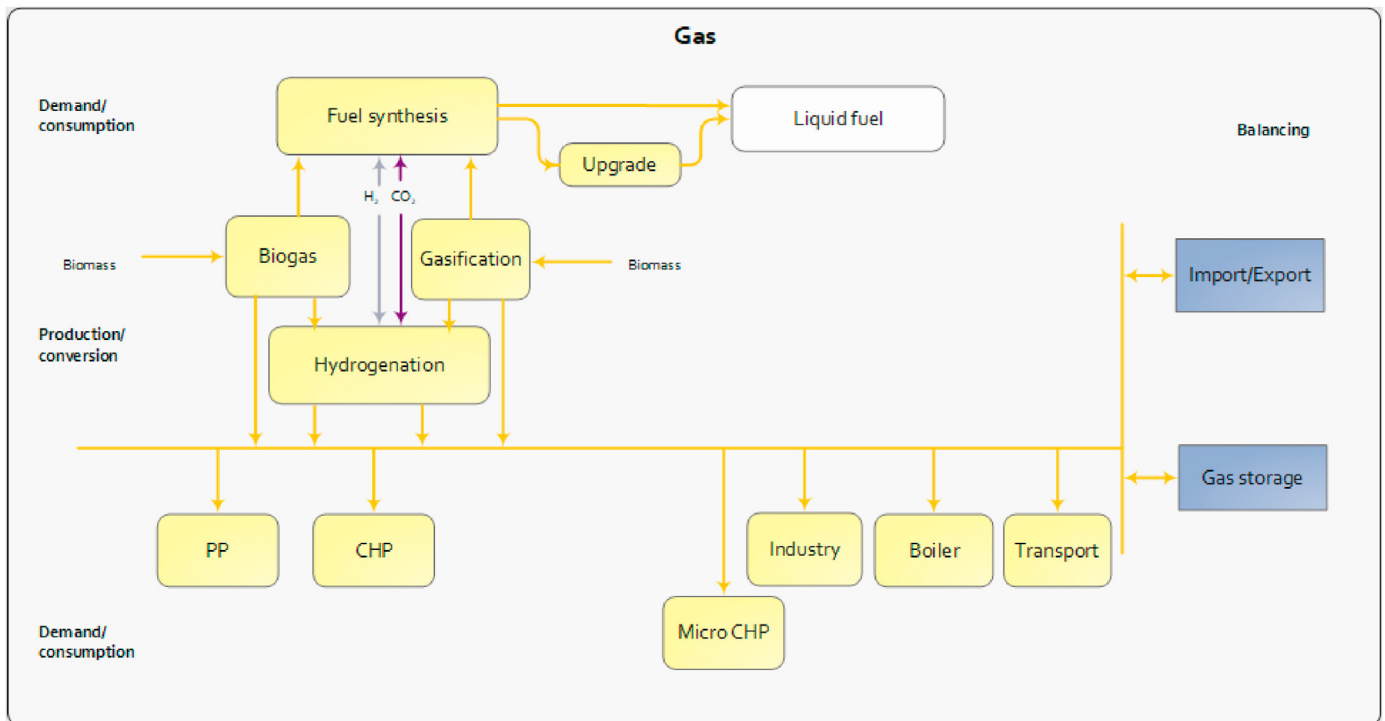 Gas
Demand/
consumption
Fuel synthesis
Liquid fuel
Balancing
Upgrade
H₂
CO₂
Biogas
Gasification
Biomass
Biomass
Import/Export
Production/
conversion
Hydrogenation
Gas storage
PP
CHP
Industry
Boiler
Transport
Micro CHP
Demand/
consumption